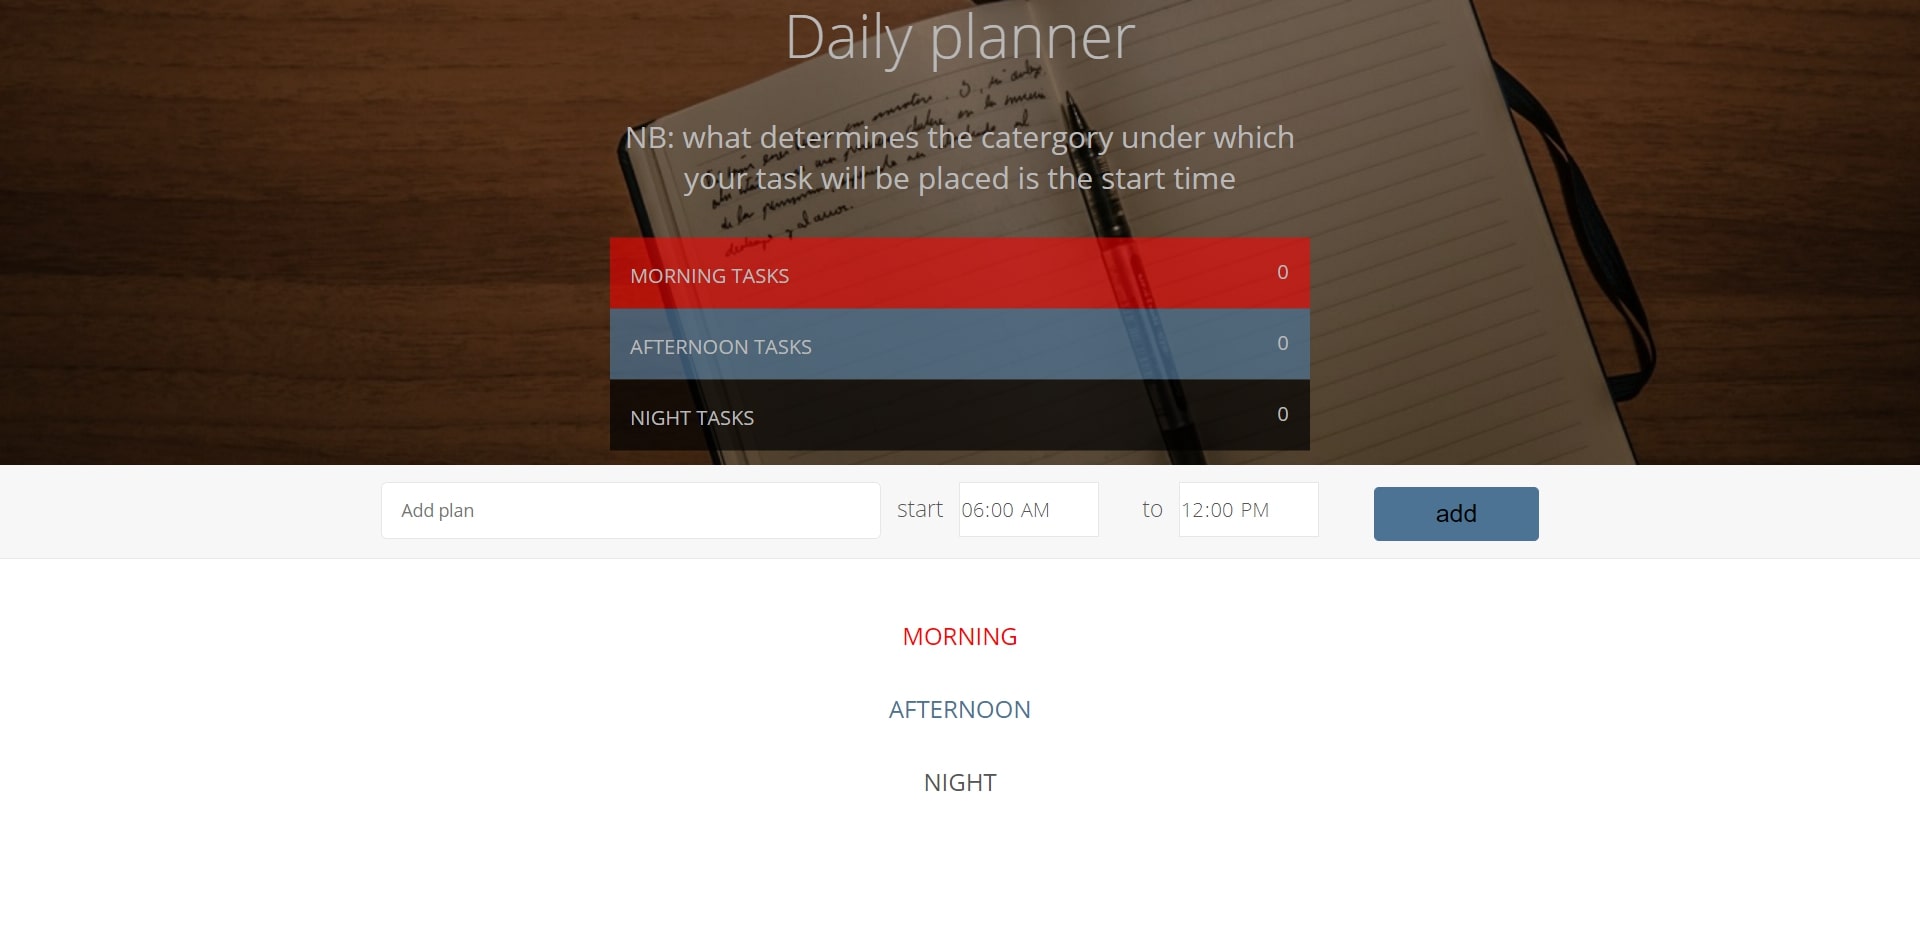 Daily planner
NB: what determines the catergory under which
your task will be placed is the start time
MORNING TASKS 0
AFTERNOON TASKS 0
NIGHT TASKS 0
Add plan start 06:00 AM to 12:00 PM add
MORNING
AFTERNOON
NIGHT